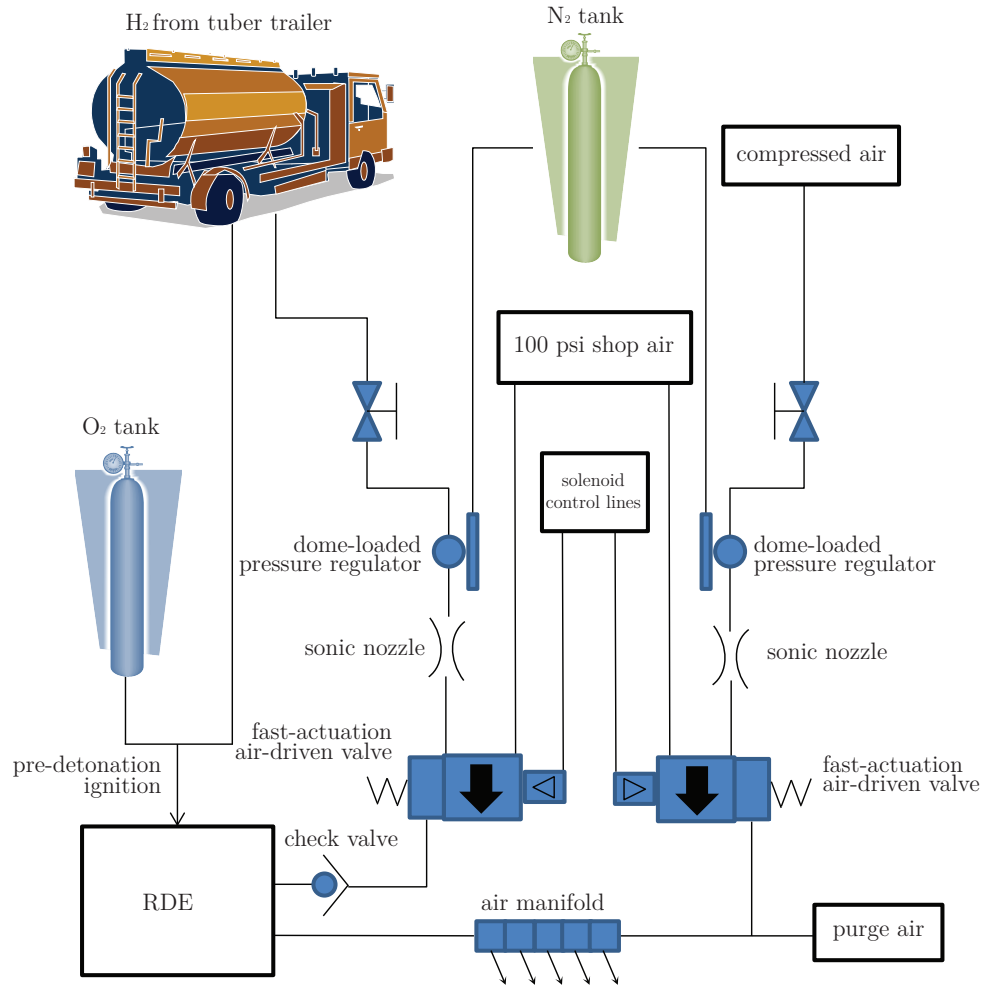 H₂ from tuber trailer
N₂ tank
compressed air
100 psi shop air
O₂ tank
solenoid
control lines
dome-loaded
pressure regulator
dome-loaded
pressure regulator
sonic nozzle
sonic nozzle
fast-actuation
air-driven valve
pre-detonation
ignition
fast-actuation
air-driven valve
check valve
RDE
air manifold
purge air